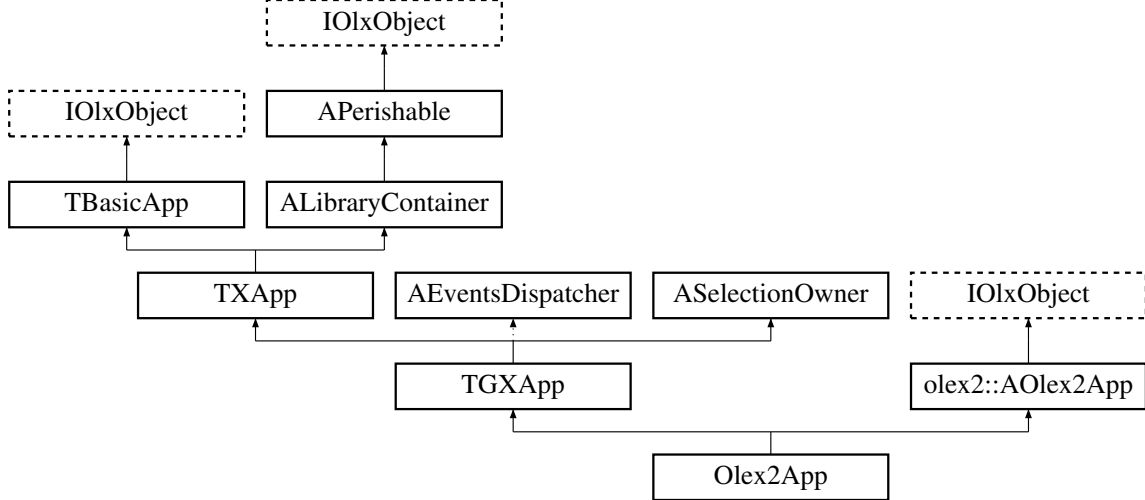 IOlxObject
IOlxObject
APerishable
TBasicApp
ALibraryContainer
TXApp
AEventsDispatcher
ASelectionOwner
IOlxObject
TGXApp
olex2::AOlex2App
Olex2App